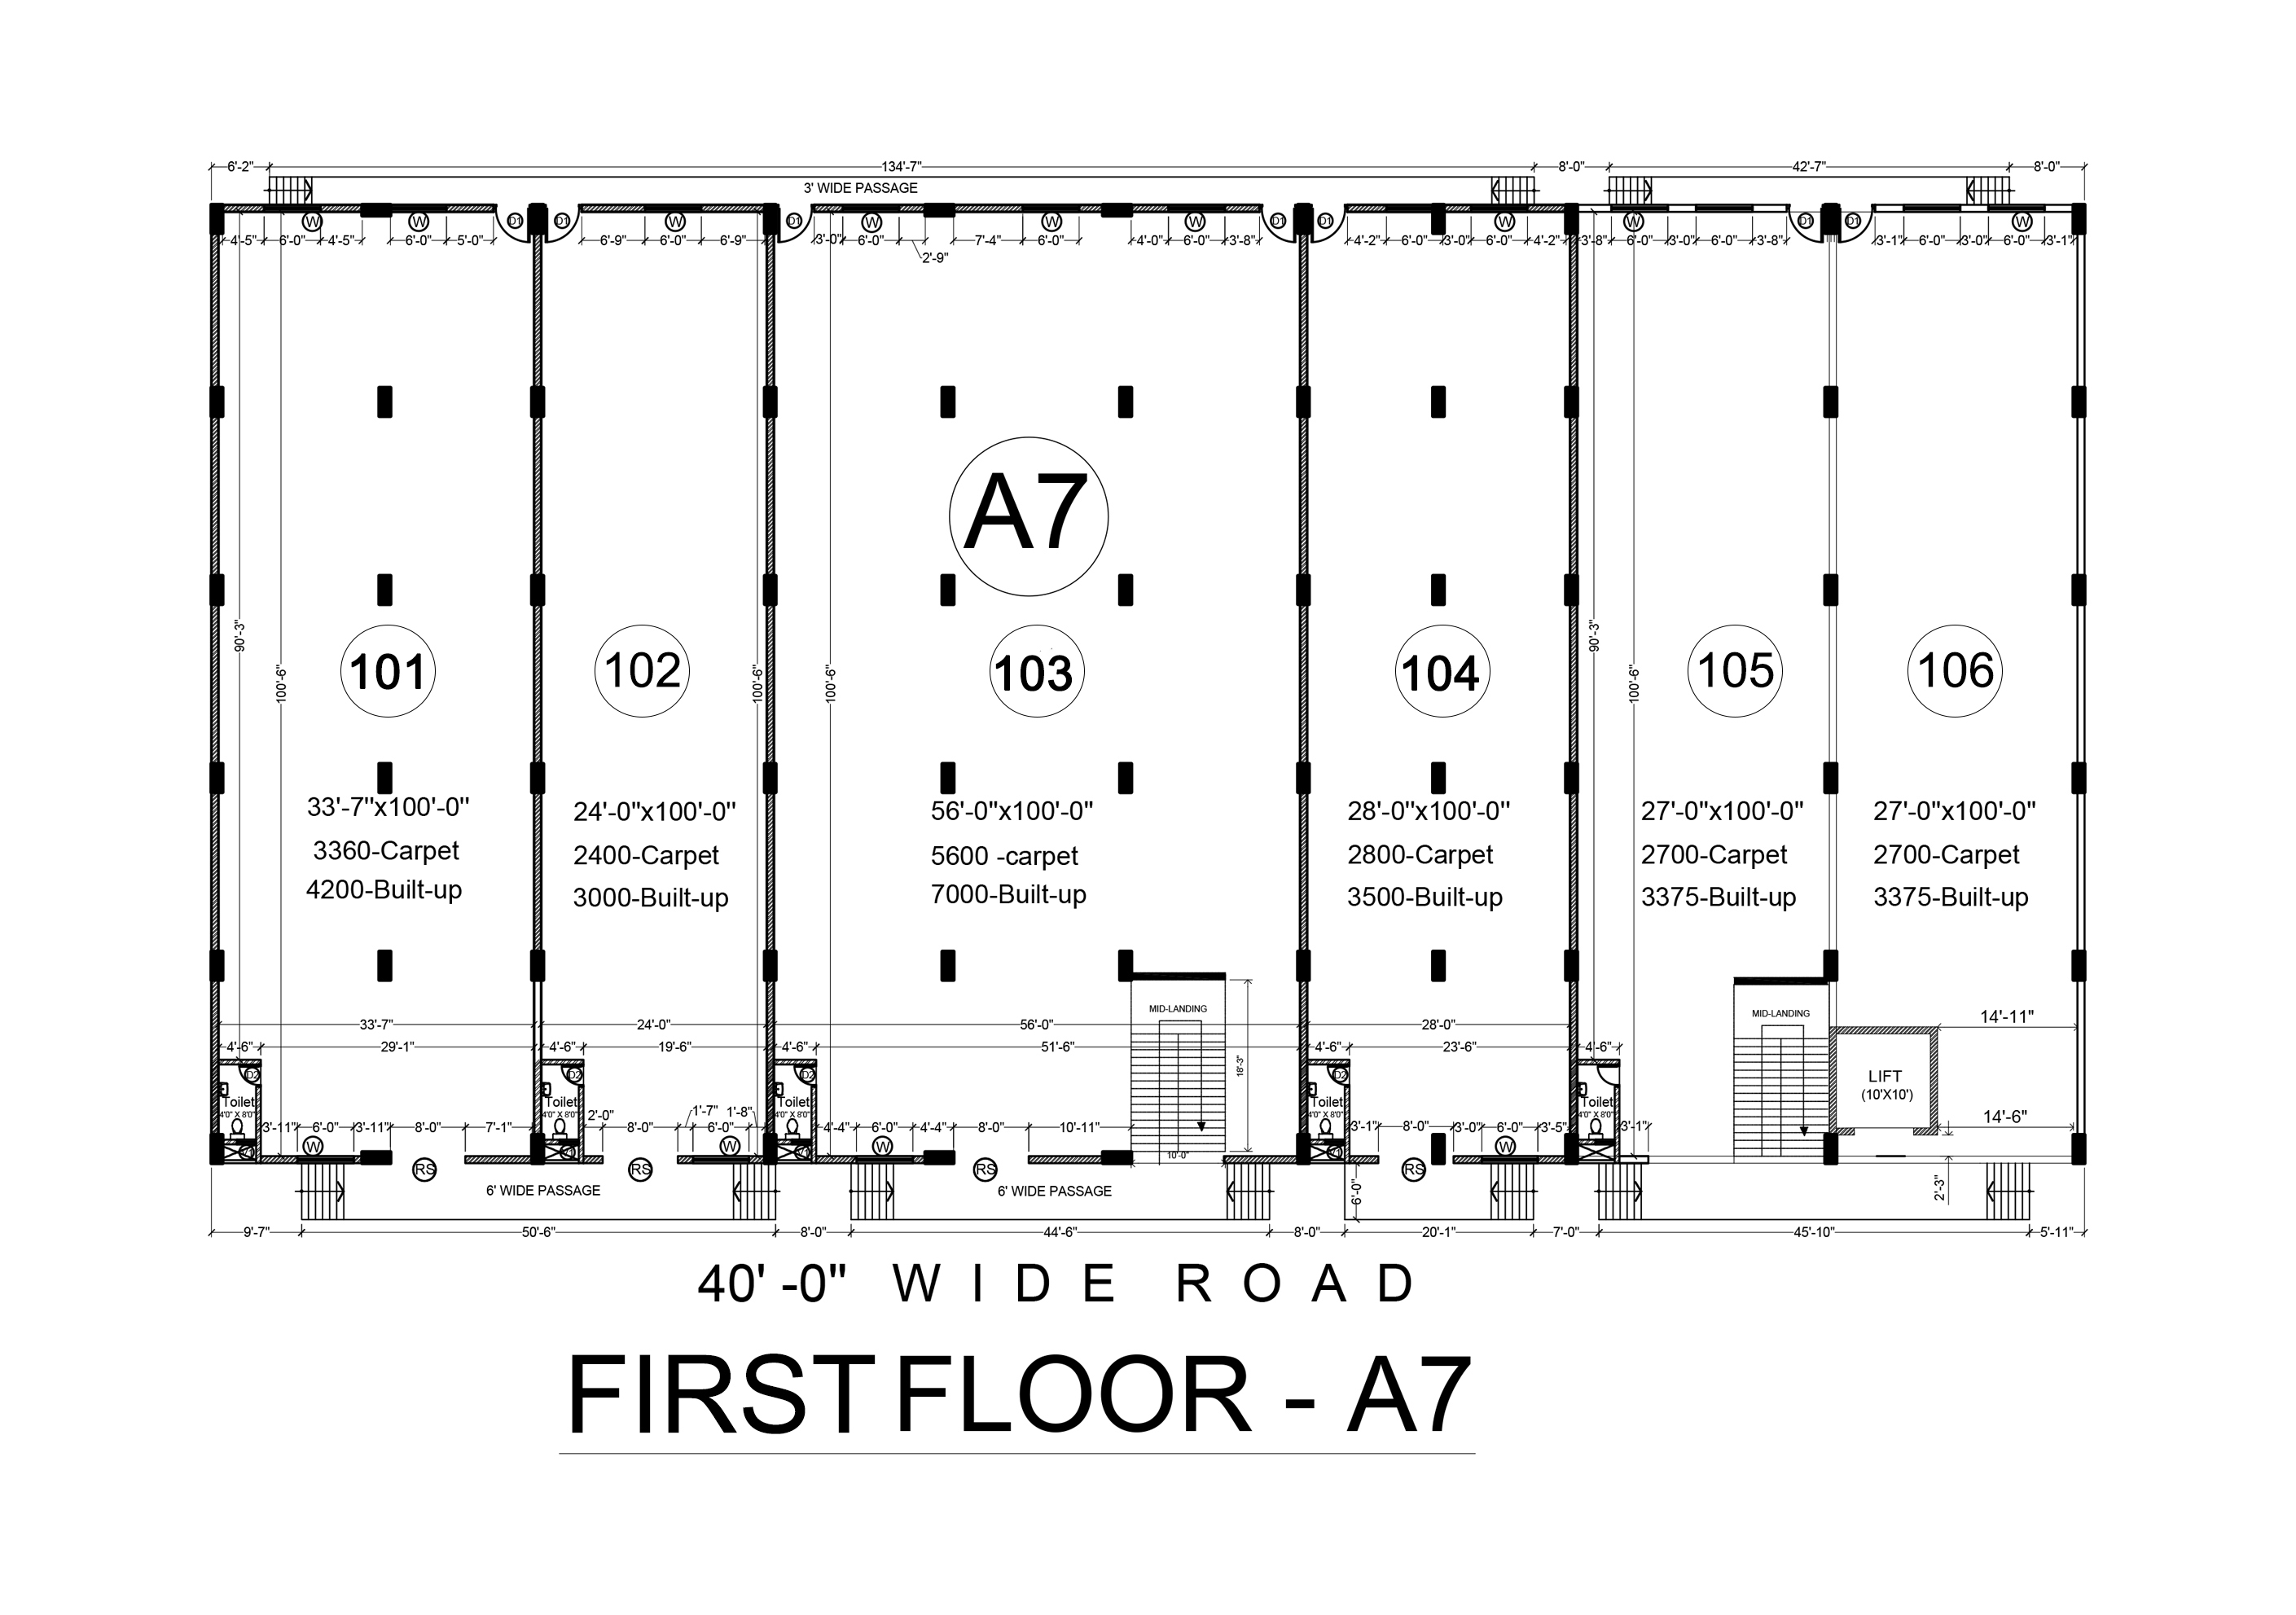 6'-2" 134'-7" 8'-0" 42'-7" 8'-0"
3' WIDE PASSAGE
W W D1 D1 W D1 W W W D1 D1 W W D1 D1 W
4'-5" 6'-0" 4'-5" 6'-0" 5'-0" 6'-9" 6'-0" 6'-9" 3'-0" 6'-0" 7'-4" 6'-0" 4'-0" 6'-0" 3'-8" 4'-2" 6'-0" 3'-0" 6'-0" 4'-2" 3'-8" 6'-0" 3'-0" 6'-0" 3'-8" 3'-1" 6'-0" 3'-0" 6'-0" 3'-1"
2'-9"
A7
90'-3" 100'-6" 100'-6" 100'-6" 90'-3" 100'-6"
101 102 103 104 105 106
33'-7"x100'-0" 24'-0"x100'-0" 56'-0"x100'-0" 28'-0"x100'-0" 27'-0"x100'-0" 27'-0"x100'-0"
3360-Carpet 2400-Carpet 5600 -carpet 2800-Carpet 2700-Carpet 2700-Carpet
4200-Built-up 3000-Built-up 7000-Built-up 3500-Built-up 3375-Built-up 3375-Built-up
MID-LANDING MID-LANDING
33'-7" 24'-0" 56'-0" 28'-0" 14'-11"
4'-6" 29'-1" 4'-6" 19'-6" 4'-6" 51'-6" 4'-6" 23'-6" 4'-6"
18'-3"
D2 D2 D2 D2 LIFT
(10'X10')
Toilet Toilet Toilet Toilet Toilet
4'0" X 8'0" 4'0" X 8'0" 4'0" X 8'0" 4'0" X 8'0" 4'0" X 8'0"
2'-0" 1'-7" 1'-8" 14'-6"
3'-11" 6'-0" 3'-11" 8'-0" 7'-1" 8'-0" 6'-0" 4'-4" 6'-0" 4'-4" 8'-0" 10'-11" 3'-1" 8'-0" 3'-0" 6'-0" 3'-5" 3'-1"
W W W W
10'-0"
RS RS RS RS
6' WIDE PASSAGE 6' WIDE PASSAGE 6'-0" 2'-3"
9'-7" 50'-6" 8'-0" 44'-6" 8'-0" 20'-1" 7'-0" 45'-10" 5'-11"
40' -0" WIDE ROAD
FIRST FLOOR - A7